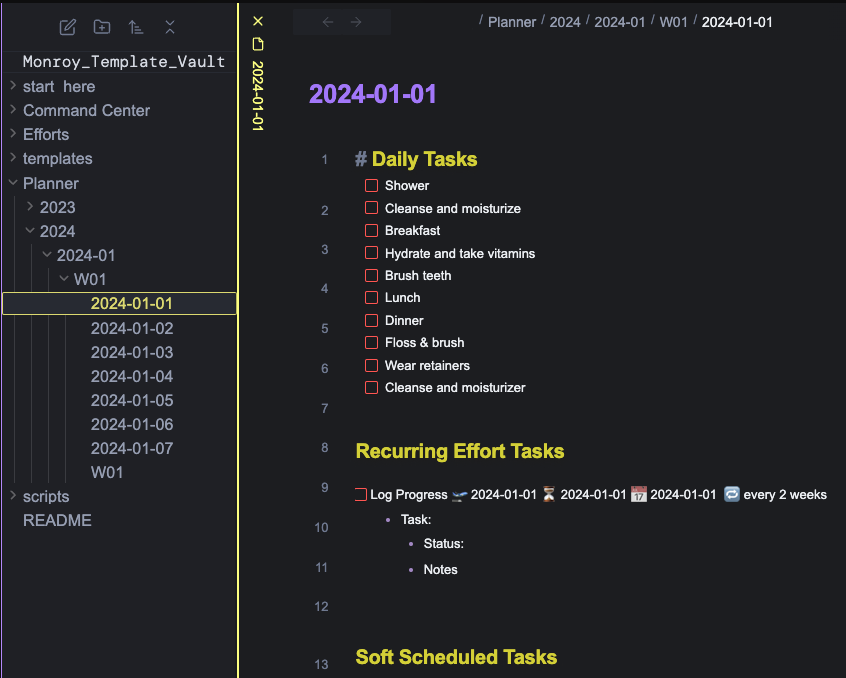 Monroy_Template_Vault
start here
Command Center
Efforts
templates
Planner
2023
2024
2024-01
W01
2024-01-01
2024-01-02
2024-01-03
2024-01-04
2024-01-05
2024-01-06
2024-01-07
W01
scripts
README
2024-01-01
/ Planner / 2024 / 2024-01 / W01 / 2024-01-01
2024-01-01
1 # Daily Tasks
Shower
2 Cleanse and moisturize
Breakfast
3 Hydrate and take vitamins
Brush teeth
4 Lunch
5 Dinner
Floss & brush
6 Wear retainers
Cleanse and moisturizer
7
8 Recurring Effort Tasks
9 Log Progress 🛫 2024-01-01 ⏳ 2024-01-01 📅 2024-01-01 🔁 every 2 weeks
10 • Task:
• Status:
11 • Notes
12
13 Soft Scheduled Tasks